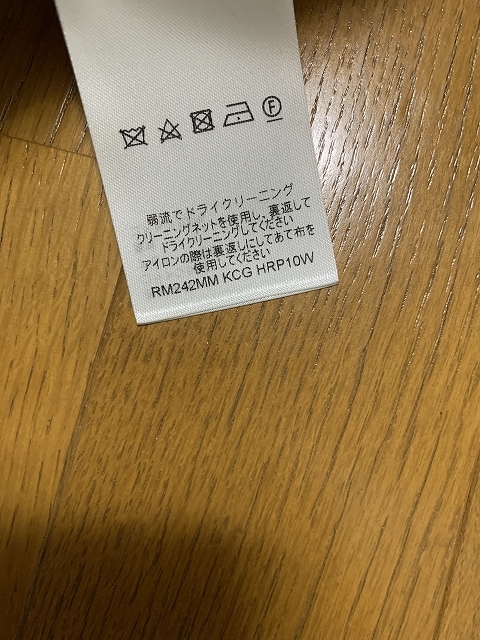 F
弱流でドライクリーニング
クリーニングネットを使用し、裏返して
ドライクリーニングしてください
アイロンの際は裏返しにしてあて布を
使用してください
RM242MM KCG HRP10W